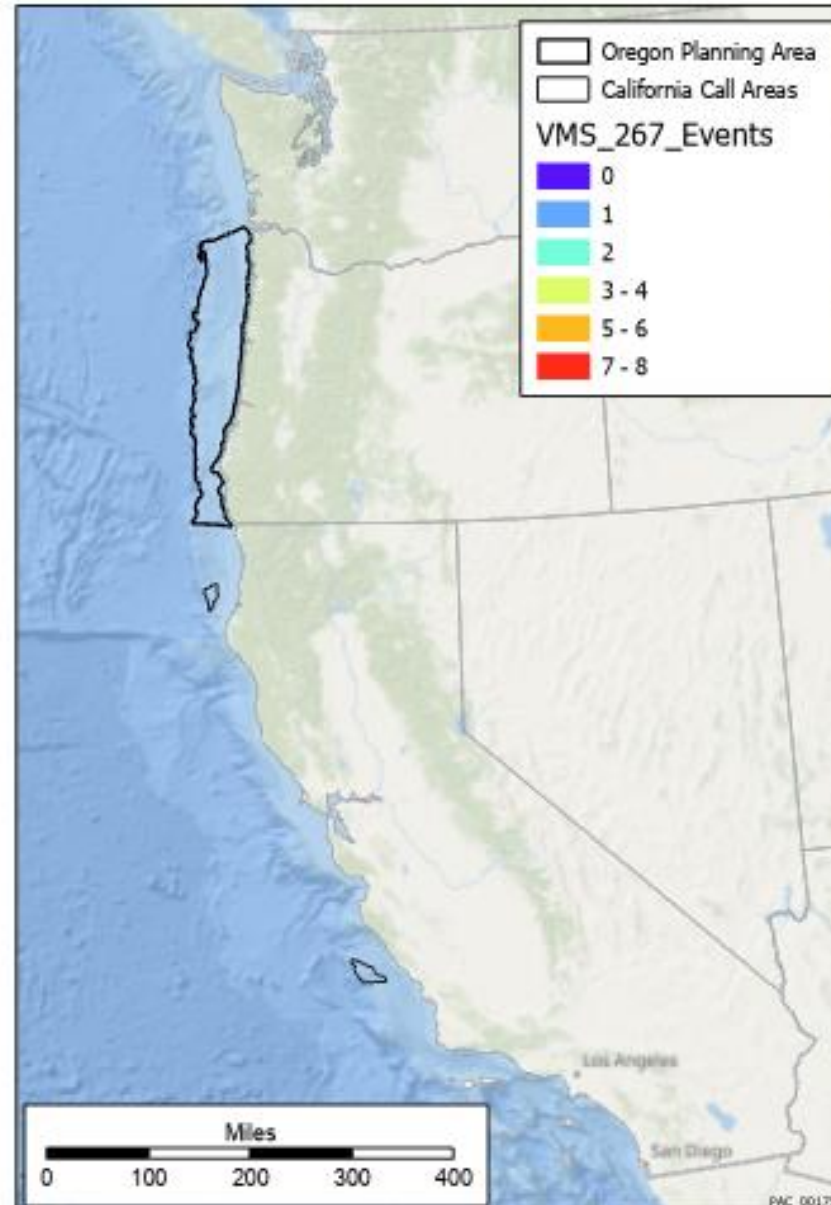 Oregon Planning Area
California Call Areas
VMS_267_Events
0
1
2
3 - 4
5 - 6
7 - 8
Los Angeles
San Diego
Miles
0 100 200 300 400